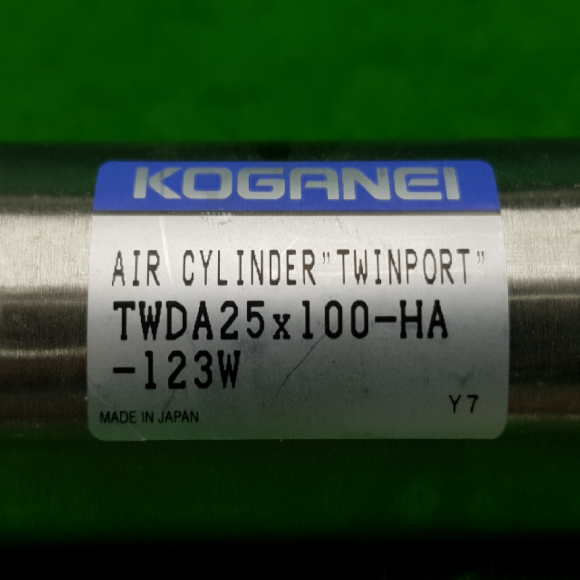 KOGANEI
AIR CYLINDER"TWINPORT"
TWDA25x100-HA
-123W
MADE IN JAPAN
Y7